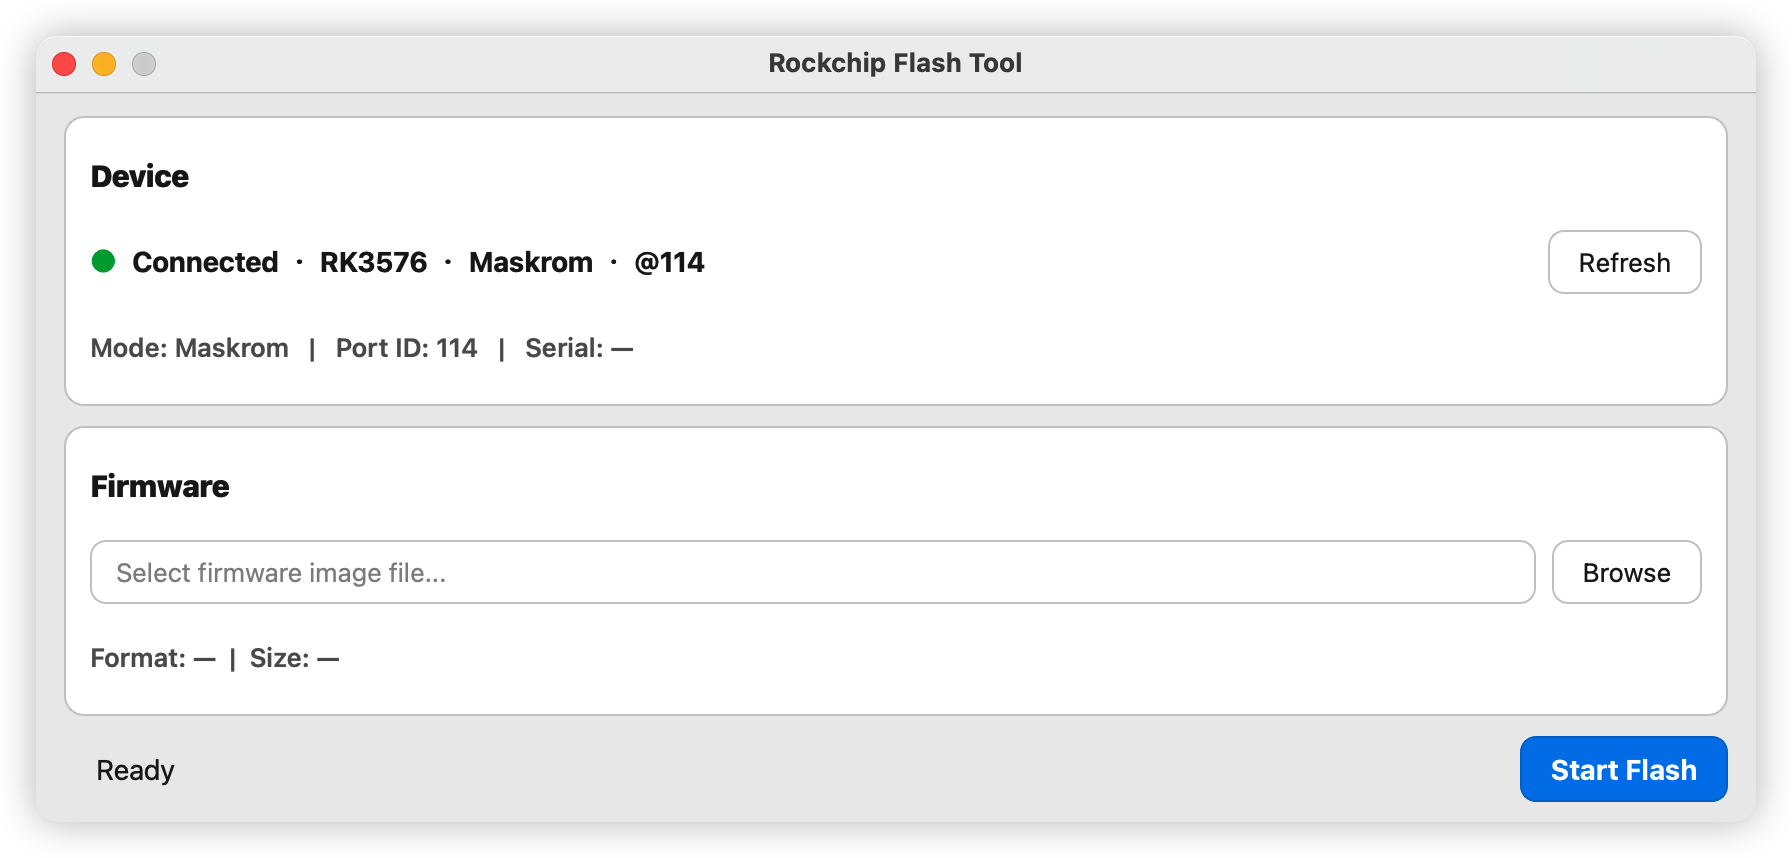 Rockchip Flash Tool
Device
Connected · RK3576 · Maskrom · @114
Refresh
Mode: Maskrom | Port ID: 114 | Serial: —
Firmware
Select firmware image file...
Browse
Format: — | Size: —
Ready
Start Flash